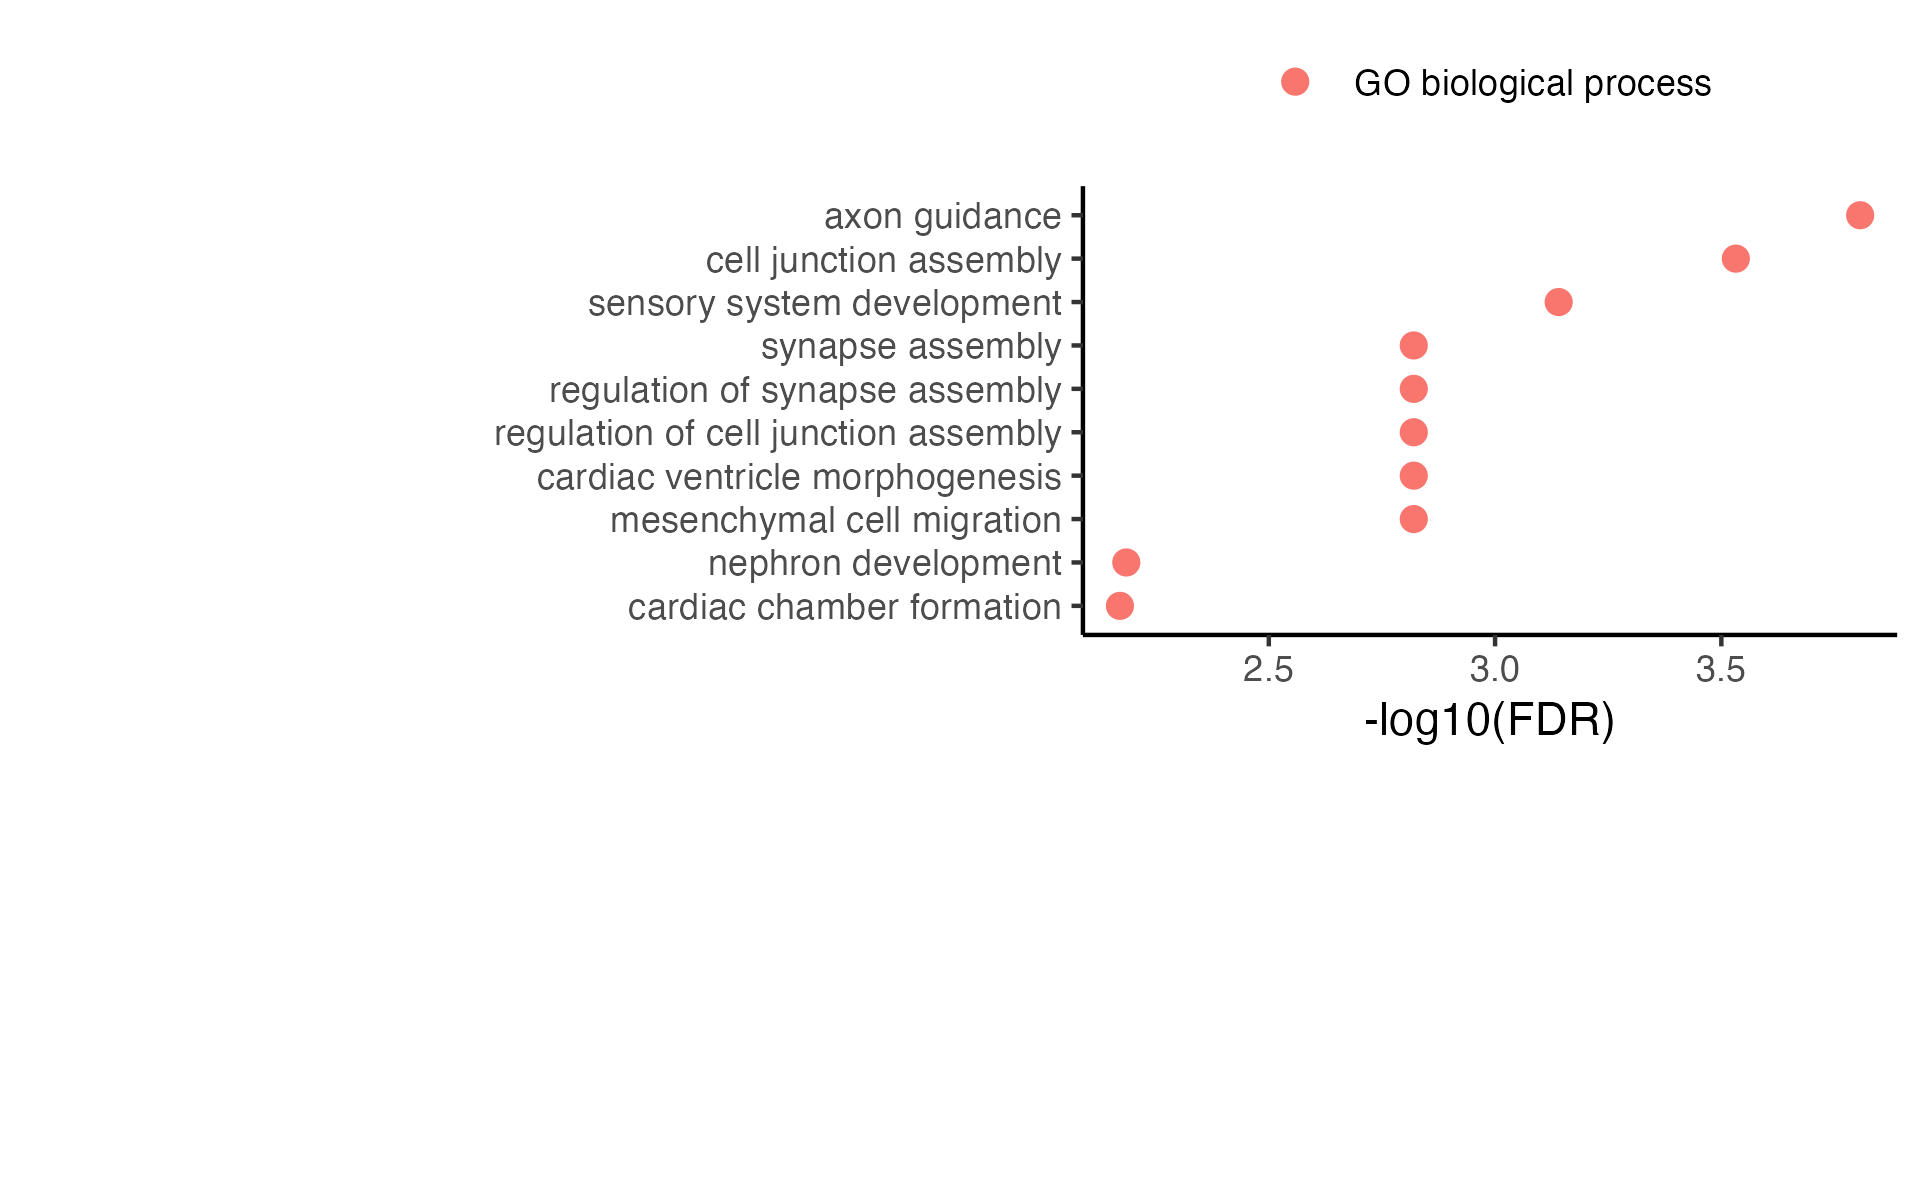 GO biological process
axon guidance
cell junction assembly
sensory system development
synapse assembly
regulation of synapse assembly
regulation of cell junction assembly
cardiac ventricle morphogenesis
mesenchymal cell migration
nephron development
cardiac chamber formation
2.5 3.0 3.5
-log10(FDR)